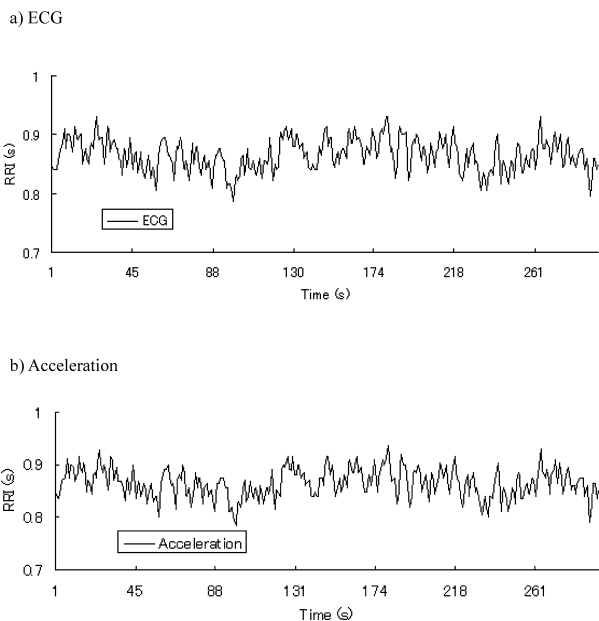 a) ECG
1
0.9
0.8
0.7
RRI (s)
ECG
1 45 88 130 174 218 261
Time (s)
b) Acceleration
1
0.9
0.8
0.7
RRI (s)
Acceleration
1 45 88 131 174 218 261
Time (s)